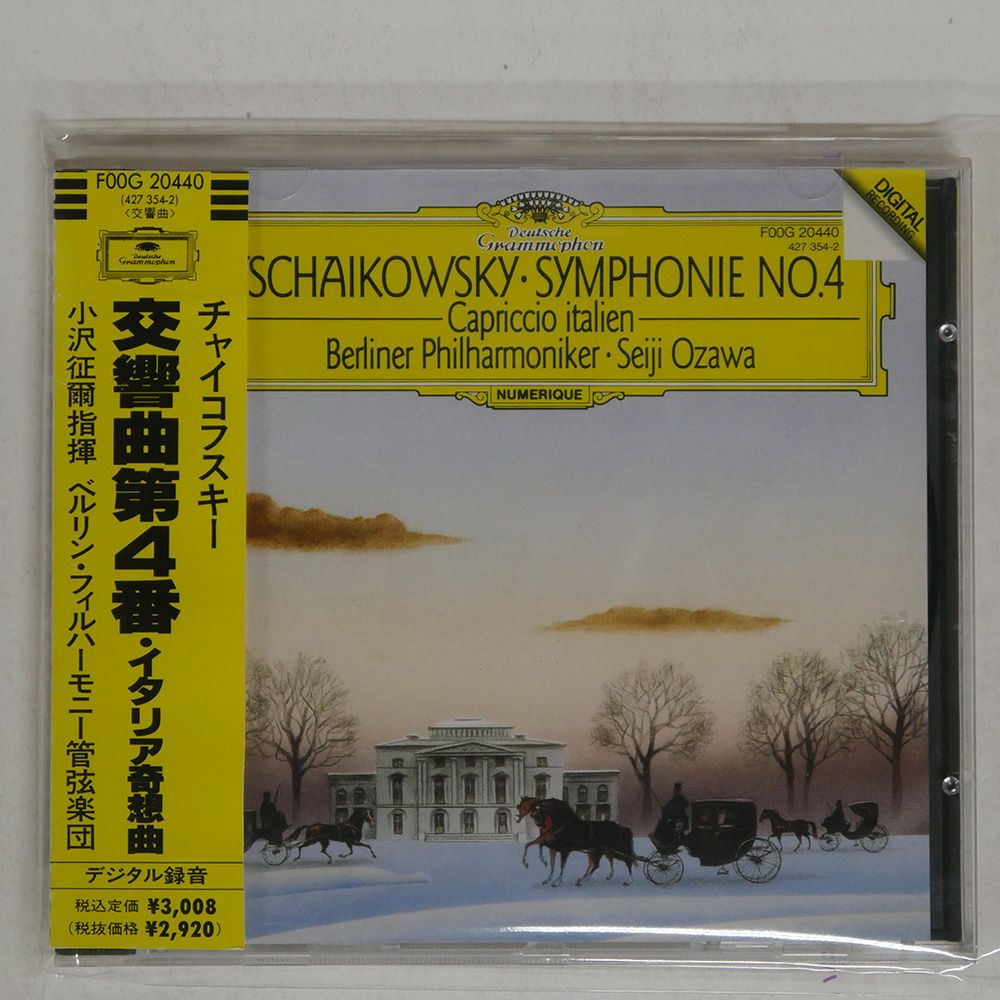 F00G 20440
(427 354-2)
〈交響曲〉
Deutsche
Grammophon
チャイコフスキー
交響曲第4番・イタリア奇想曲
小沢征爾指揮 ベルリン・フィルハーモニー管弦楽団
デジタル録音
税込定価 ¥3,008
(税抜価格 ¥2,920)
Deutsche
Grammophon
F00G 20440
427 354-2
DIGITAL
RECORDING
TSCHAIKOWSKY·SYMPHONIE NO.4
Capriccio italien
Berliner Philharmoniker · Seiji Ozawa
NUMERIQUE